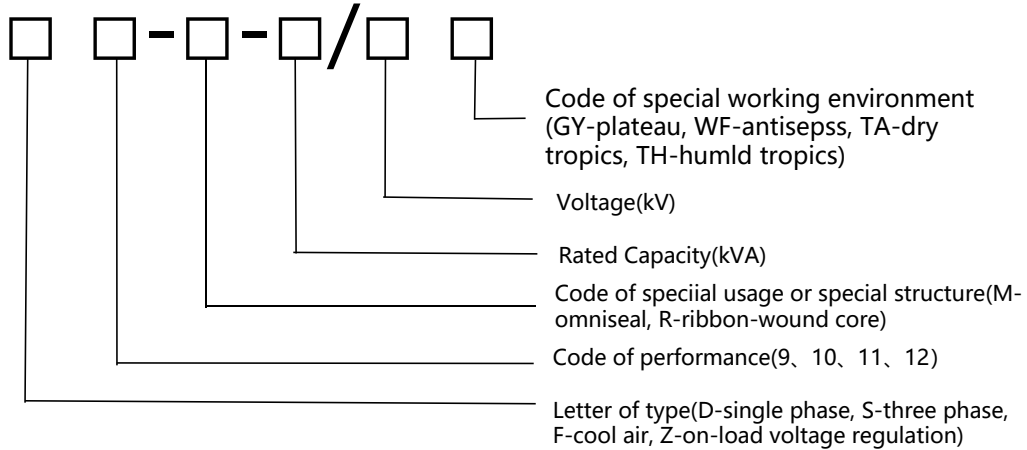 □ □-□-□/□ □
Code of special working environment
(GY-plateau, WF-antisepss, TA-dry
tropics, TH-humld tropics)
Voltage(kV)
Rated Capacity(kVA)
Code of speciial usage or special structure(M-
omniseal, R-ribbon-wound core)
Code of performance(9、10、11、12)
Letter of type(D-single phase, S-three phase,
F-cool air, Z-on-load voltage regulation)